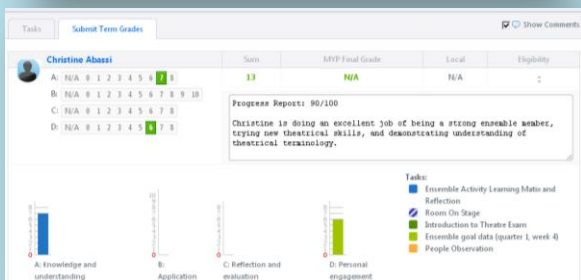 Tasks
Submit Term Grades
Show Comments
Christine Abassi
Sum
MYP Final Grade
Local
Eligibility
A: N/A 0 1 2 3 4 5 6 7 8
13
N/A
N/A
B: N/A 0 1 2 3 4 5 6 7 8 9 10
C: N/A 0 1 2 3 4 5 6 7 8
D: N/A 0 1 2 3 4 5 6 7 8
Progress Report: 90/100
Christine is doing an excellent job of being a strong ensemble member,
trying new theatrical skills, and demonstrating understanding of
theatrical terminology.
Tasks:
Ensemble Activity Learning Matix and
Reflection
Room On Stage
Introduction to Theatre Exam
Ensemble goal data (quarter 1, week 4)
People Observation
A: Knowledge and
understanding
B:
Application
C: Reflection and
evaluation
D: Personal
engagement